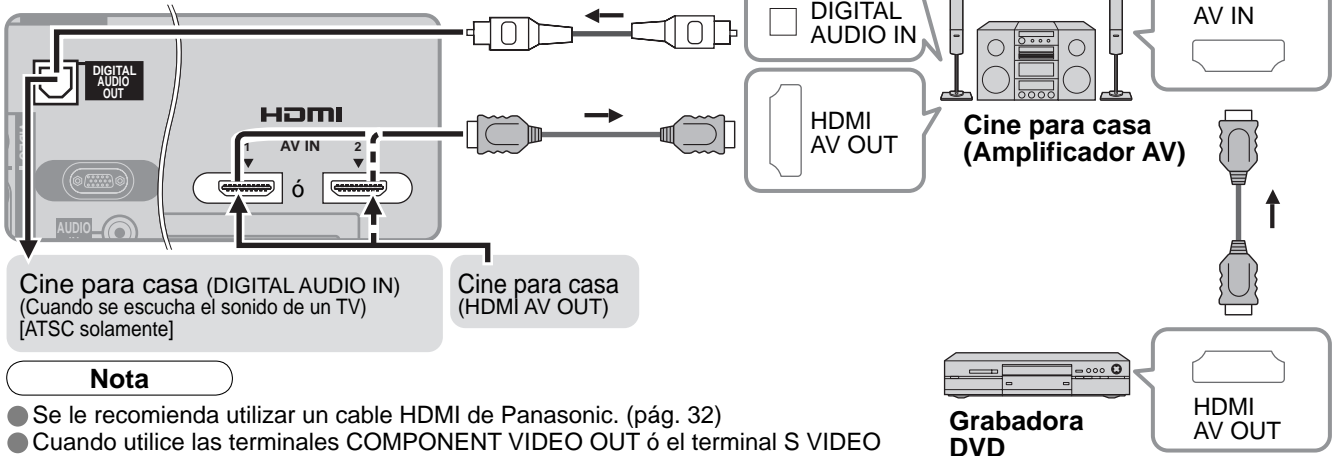 DIGITAL
AUDIO IN
AV IN
DIGITAL
AUDIO
OUT
HDMI
1 AV IN 2
ó
HDMI
AV OUT
Cine para casa
(Amplificador AV)
AUDIO
Cine para casa (DIGITAL AUDIO IN)
(Cuando se escucha el sonido de un TV)
[ATSC solamente]
Cine para casa
(HDMI AV OUT)
Nota
Se le recomienda utilizar un cable HDMI de Panasonic. (pág. 32)
Cuando utilice las terminales COMPONENT VIDEO OUT ó el terminal S VIDEO
Grabadora
DVD
HDMI
AV OUT